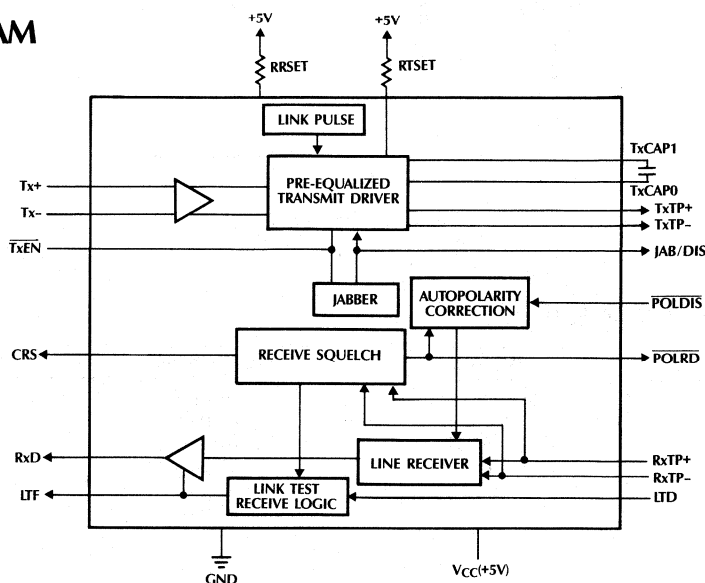 AM
+5V
+5V
RRSET
RTSET
LINK PULSE
TxCAP1
PRE-EQUALIZED
TRANSMIT DRIVER
Tx+
TxCAP0
TxTP+
Tx–
TxTP–
TxEN
JAB/DIS
JABBER
AUTOPOLARITY
CORRECTION
POLDIS
CRS
RECEIVE SQUELCH
POLRD
RxD
LINE RECEIVER
RxTP+
RxTP–
LTF
LINK TEST
RECEIVE LOGIC
LTD
GND
VCC(+5V)